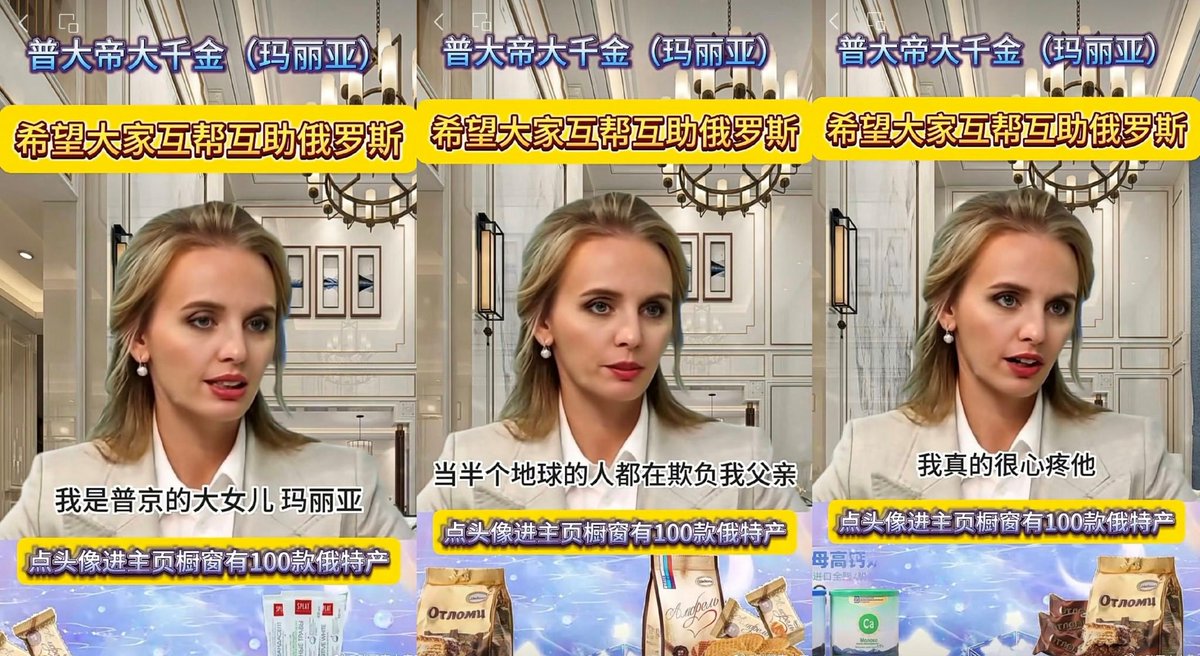 普大帝大千金（玛丽亚）
希望大家互帮互助俄罗斯
我是普京的大女儿 玛丽亚
点头像进主页橱窗有100款俄特产
SPLAT
普大帝大千金（玛丽亚）
希望大家互帮互助俄罗斯
当半个地球的人都在欺负我父亲
点头像进主页橱窗有100款俄特产
Отломи
普大帝大千金（玛丽亚）
希望大家互帮互助俄罗斯
我真的很心疼他
点头像进主页橱窗有100款俄特产
母高钙
Ca
Молоко
Отломи